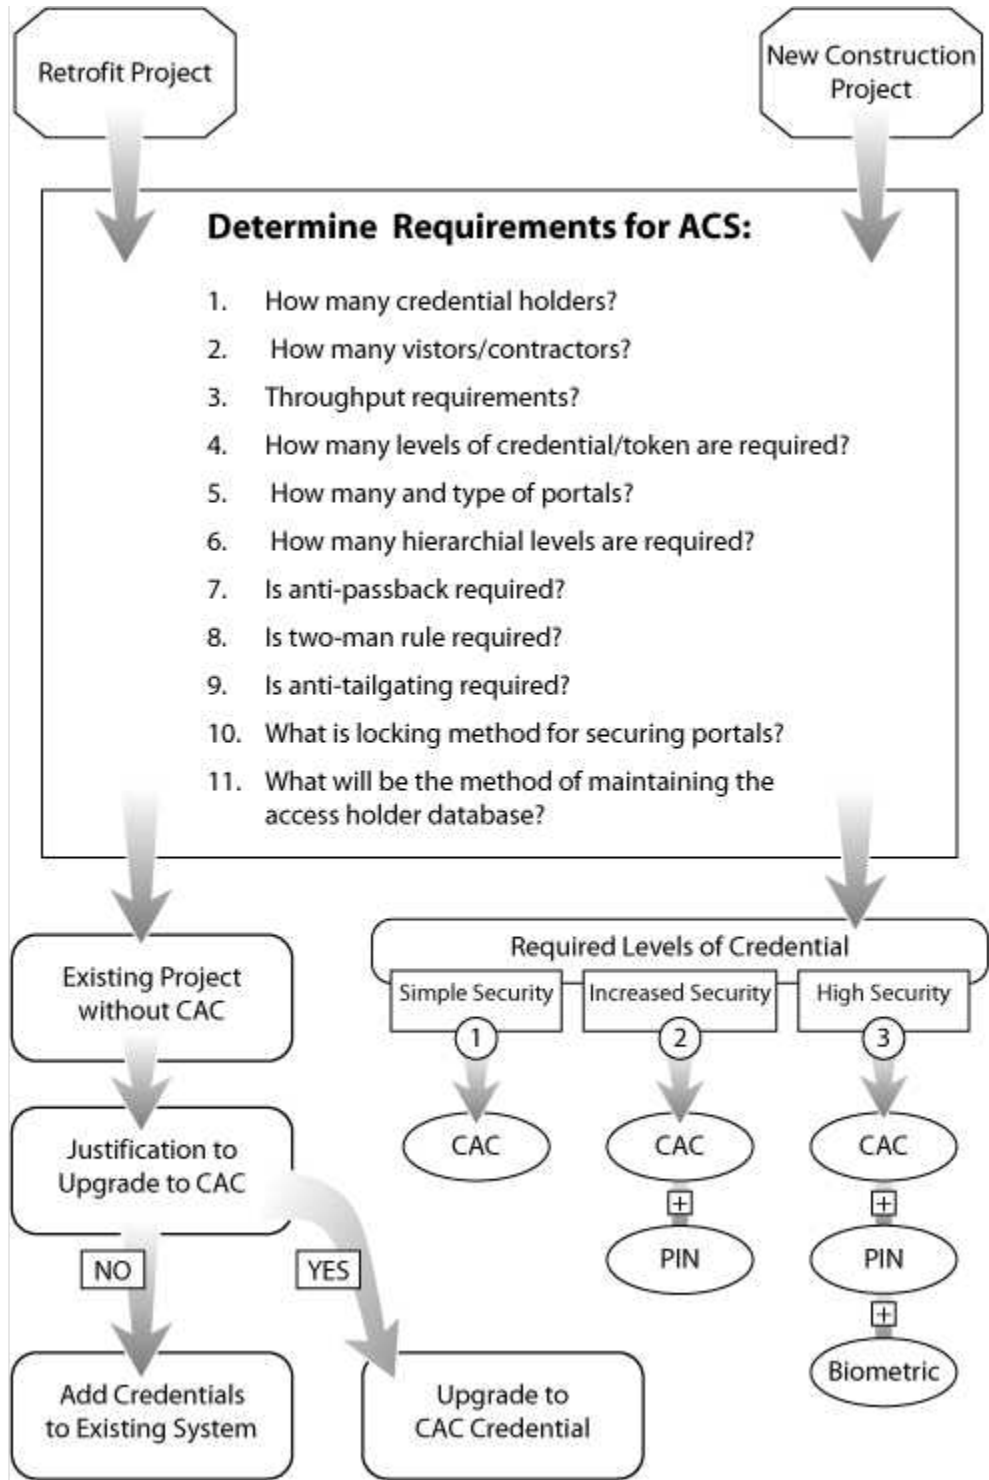 Retrofit Project
New Construction
Project
Determine Requirements for ACS:
1. How many credential holders?
2. How many vistors/contractors?
3. Throughput requirements?
4. How many levels of credential/token are required?
5. How many and type of portals?
6. How many hierarchial levels are required?
7. Is anti-passback required?
8. Is two-man rule required?
9. Is anti-tailgating required?
10. What is locking method for securing portals?
11. What will be the method of maintaining the
access holder database?
Existing Project
without CAC
Justification to
Upgrade to CAC
NO
YES
Add Credentials
to Existing System
Upgrade to
CAC Credential
Required Levels of Credential
Simple Security
1
CAC
Increased Security
2
CAC
+
PIN
High Security
3
CAC
+
PIN
+
Biometric